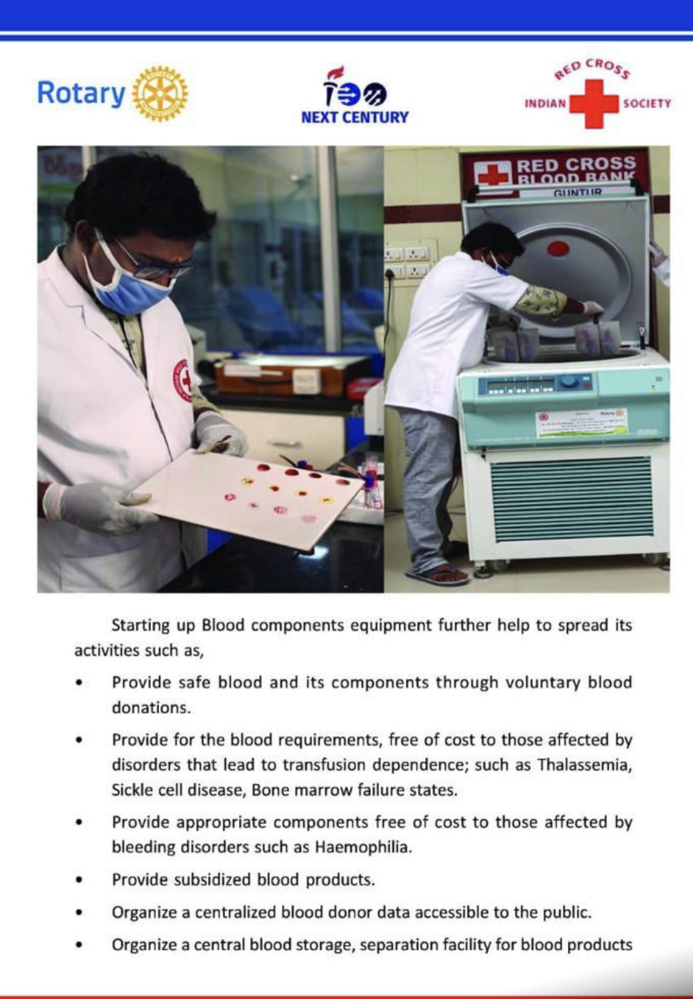 Rotary
NEXT CENTURY
RED CROSS
INDIAN SOCIETY
RED CROSS
BLOOD BANK
GUNTUR
Rotary
Starting up Blood components equipment further help to spread its
activities such as,
• Provide safe blood and its components through voluntary blood
donations.
• Provide for the blood requirements, free of cost to those affected by
disorders that lead to transfusion dependence; such as Thalassemia,
Sickle cell disease, Bone marrow failure states.
• Provide appropriate components free of cost to those affected by
bleeding disorders such as Haemophilia.
• Provide subsidized blood products.
• Organize a centralized blood donor data accessible to the public.
• Organize a central blood storage, separation facility for blood products